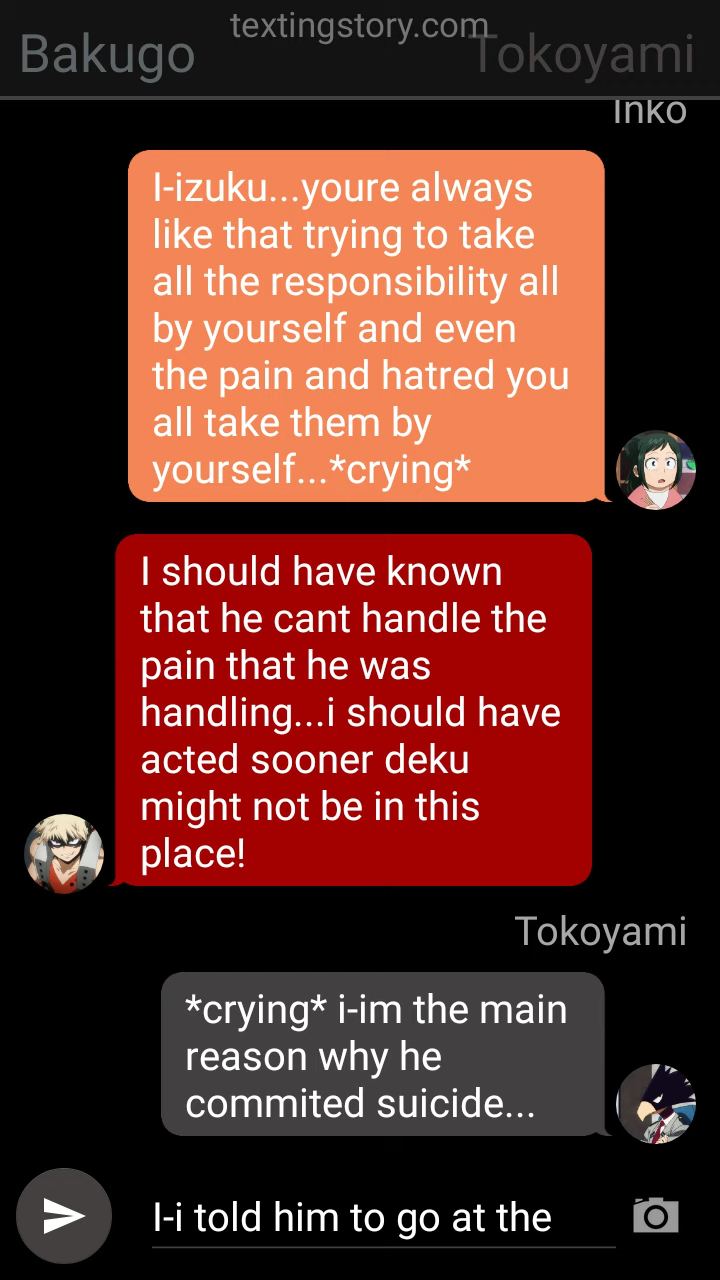 textingstory.com
Bakugo
Tokoyami
Inko
I-izuku...youre always
like that trying to take
all the responsibility all
by yourself and even
the pain and hatred you
all take them by
yourself...*crying*
I should have known
that he cant handle the
pain that he was
handling...i should have
acted sooner deku
might not be in this
place!
Tokoyami
*crying* i-im the main
reason why he
commited suicide...
I-i told him to go at the